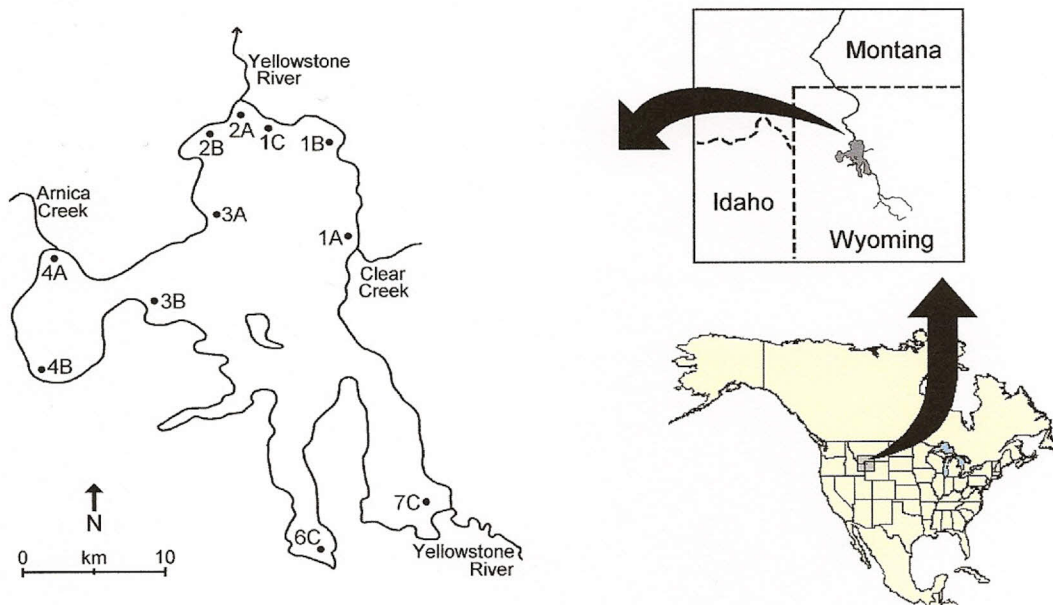 Yellowstone
River
2A
1C
2B
1B
Arnica
Creek
3A
1A
4A
Clear
Creek
3B
4B
7C
N
6C
Yellowstone
River
0 km 10
Montana
Idaho
Wyoming